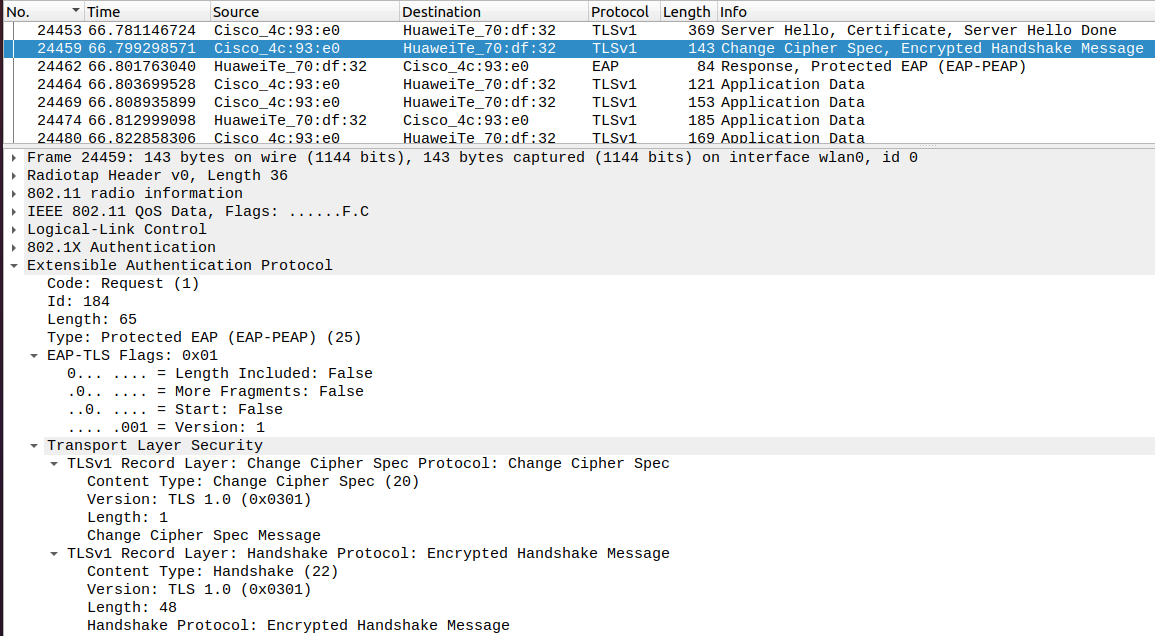 No. Time Source Destination Protocol Length Info
24453 66.781146724 Cisco_4c:93:e0 HuaweiTe_70:df:32 TLSv1 369 Server Hello, Certificate, Server Hello Done
24459 66.799298571 Cisco_4c:93:e0 HuaweiTe_70:df:32 TLSv1 143 Change Cipher Spec, Encrypted Handshake Message
24462 66.801763040 HuaweiTe_70:df:32 Cisco_4c:93:e0 EAP 84 Response, Protected EAP (EAP-PEAP)
24464 66.803699528 Cisco_4c:93:e0 HuaweiTe_70:df:32 TLSv1 121 Application Data
24469 66.808935899 Cisco_4c:93:e0 HuaweiTe_70:df:32 TLSv1 153 Application Data
24474 66.812999098 HuaweiTe_70:df:32 Cisco_4c:93:e0 TLSv1 185 Application Data
24480 66.822858306 Cisco_4c:93:e0 HuaweiTe_70:df:32 TLSv1 169 Application Data
Frame 24459: 143 bytes on wire (1144 bits), 143 bytes captured (1144 bits) on interface wlan0, id 0
Radiotap Header v0, Length 36
802.11 radio information
IEEE 802.11 QoS Data, Flags: ......F.C
Logical-Link Control
802.1X Authentication
Extensible Authentication Protocol
Code: Request (1)
Id: 184
Length: 65
Type: Protected EAP (EAP-PEAP) (25)
EAP-TLS Flags: 0x01
0... .... = Length Included: False
.0.. .... = More Fragments: False
..0. .... = Start: False
.... .001 = Version: 1
Transport Layer Security
TLSv1 Record Layer: Change Cipher Spec Protocol: Change Cipher Spec
Content Type: Change Cipher Spec (20)
Version: TLS 1.0 (0x0301)
Length: 1
Change Cipher Spec Message
TLSv1 Record Layer: Handshake Protocol: Encrypted Handshake Message
Content Type: Handshake (22)
Version: TLS 1.0 (0x0301)
Length: 48
Handshake Protocol: Encrypted Handshake Message